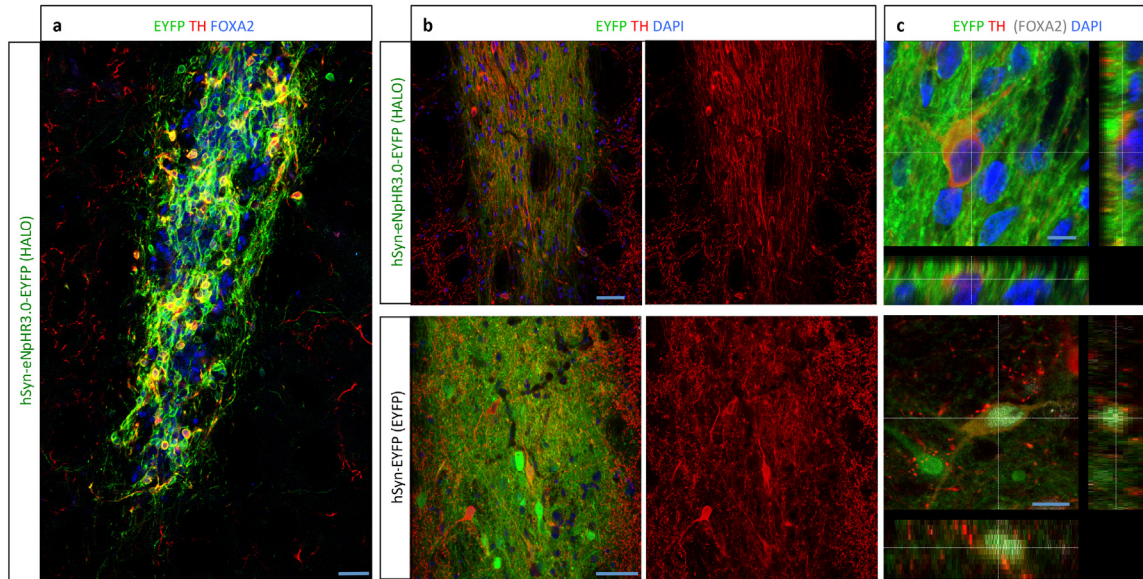 a
EYFP TH FOXA2
b
EYFP TH DAPI
c
EYFP TH (FOXA2) DAPI
hSyn-eNpHR3.0-EYFP (HALO)
hSyn-eNpHR3.0-EYFP (HALO)
hSyn-EYFP (EYFP)